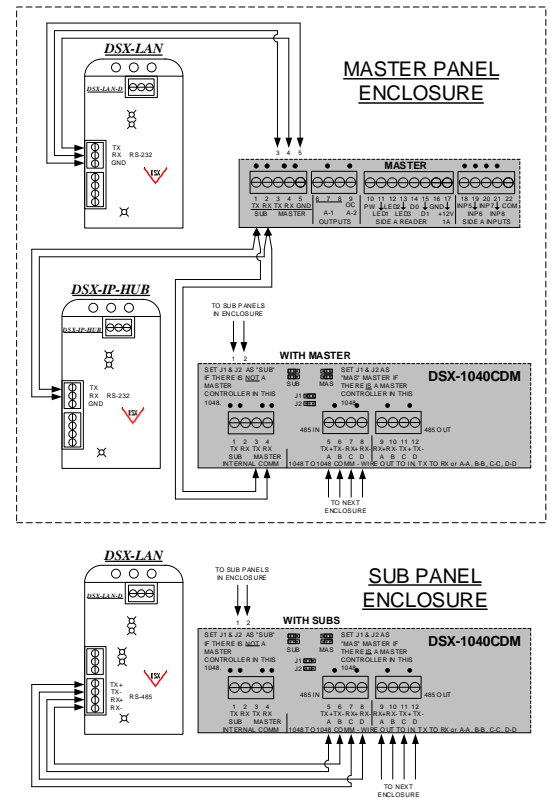 DSX-LAN
DSX-LAN-D
TX
RX RS-232
GND
DSX
MASTER PANEL
ENCLOSURE
3 4 5
MASTER
1 2 3 4 5
TX RX TX RX GND
SUB MASTER
6 7 8 9
OC
A-1 A-2
OUTPUTS
10 11 12 13 14 15 16 17
PW LED2 D0 GND
LED1 LED3 D1 +12V
SIDE A READER 1A
18 19 20 21 22
INP5 INP7 COM
INP6 INP8
SIDE A INPUTS
DSX-IP-HUB
DSX-IP-HUB
TX
RX RS-232
GND
DSX
TO SUB PANELS
IN ENCLOSURE
1 2
WITH MASTER
DSX-1040CDM
SET J1 & J2 AS "SUB"
IF THERE IS NOT A
MASTER
CONTROLLER IN THIS
1048.
SUB
MAS
J1
J2
SET J1 & J2 AS
"MAS" MASTER IF
THERE IS A MASTER
CONTROLLER IN THIS
1048.
485 IN
485 OUT
1 2 3 4
TX RX TX RX
SUB MASTER
INTERNAL COMM
5 6 7 8 9 10 11 12
TX+ TX- RX+ RX- RX+ RX- TX+ TX-
A B C D A B C D
1048 TO 1048 COMM - WIRE OUT TO IN, TX TO RX or A-A, B-B, C-C, D-D
TO NEXT
ENCLOSURE
DSX-LAN
DSX-LAN-D
TX+
TX-
RX+ RS-485
RX-
DSX
SUB PANEL
ENCLOSURE
TO SUB PANELS
IN ENCLOSURE
1 2
WITH SUBS
DSX-1040CDM
SET J1 & J2 AS "SUB"
IF THERE IS NOT A
MASTER
CONTROLLER IN THIS
1048.
SUB
MAS
J1
J2
SET J1 & J2 AS
"MAS" MASTER IF
THERE IS A MASTER
CONTROLLER IN THIS
1048.
485 IN
485 OUT
1 2 3 4
TX RX TX RX
SUB MASTER
INTERNAL COMM
5 6 7 8 9 10 11 12
TX+ TX- RX+ RX- RX+ RX- TX+ TX-
A B C D A B C D
1048 TO 1048 COMM - WIRE OUT TO IN, TX TO RX or A-A, B-B, C-C, D-D
TO NEXT
ENCLOSURE